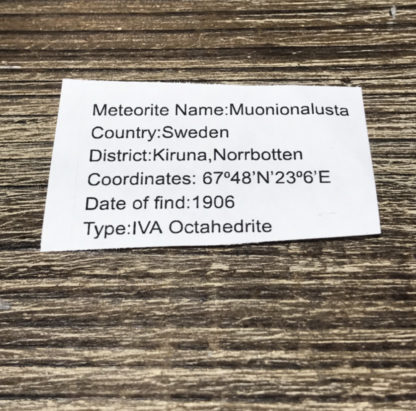 Meteorite Name:Muonionalusta
Country:Sweden
District:Kiruna,Norrbotten
Coordinates: 67º48'N'23º6'E
Date of find:1906
Type:IVA Octahedrite